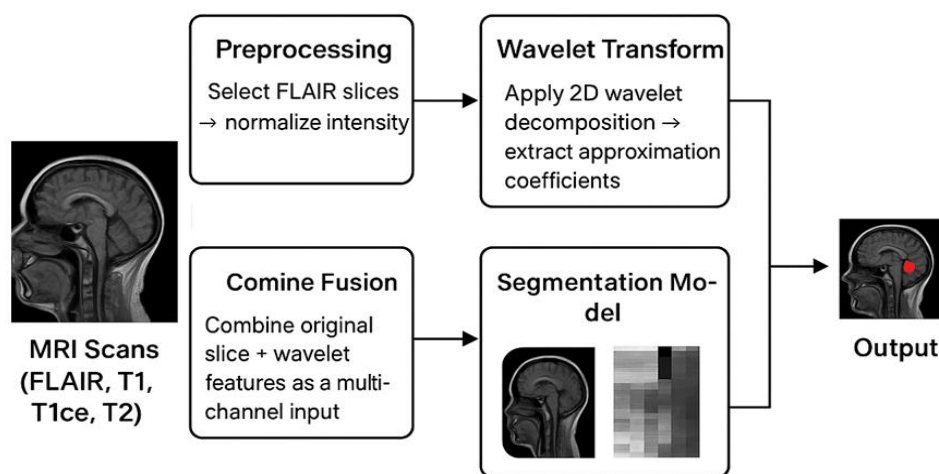 Preprocessing
Select FLAIR slices
→ normalize intensity
Wavelet Transform
Apply 2D wavelet
decomposition →
extract approximation
coefficients
MRI Scans
(FLAIR, T1,
T1ce, T2)
Comine Fusion
Combine original
slice + wavelet
features as a multi-
channel input
Segmentation Mo-
del
Output